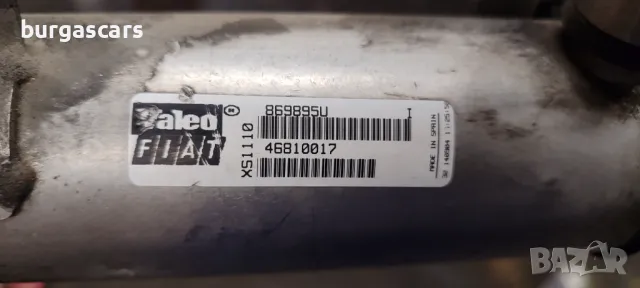 burgascars
Valeo
FIAT
®
869895U
I
XS1110
46810017
MADE IN SPAIN
BAZAR